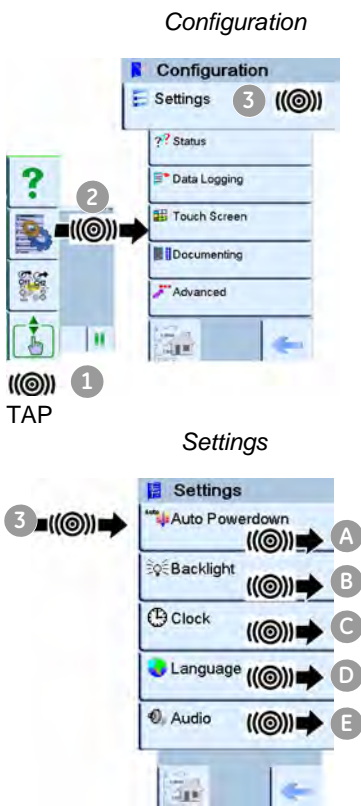 Configuration
Configuration
Settings 3
?? Status
Data Logging
2
Touch Screen
Documenting
Advanced
1
TAP
Settings
Settings
3
Auto Powerdown
A
Backlight
B
Clock
C
Language
D
Audio
E